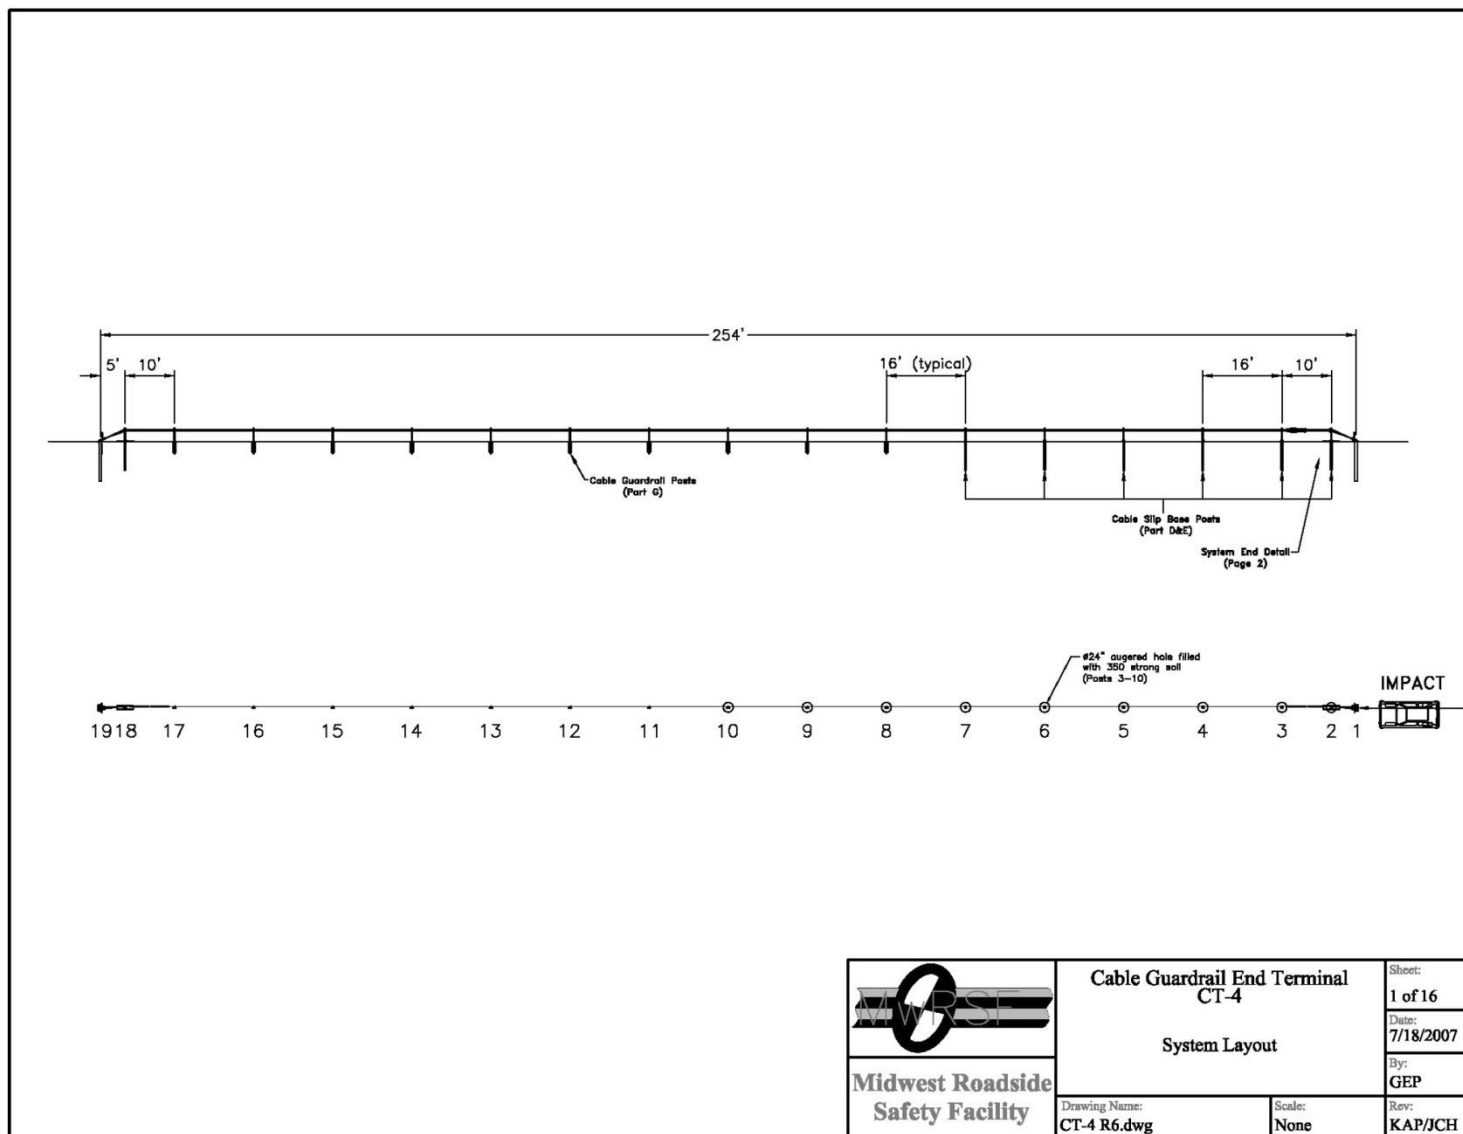 254'
5' 10' 16' (typical) 16' 10'
Cable Guardrail Posts
(Part G)
Cable Slip Base Posts
(Part D&E)
System End Detail
(Page 2)
ø24" augered hole filled
with 350 strong soil
(Posts 3-10)
IMPACT
19 18 17 16 15 14 13 12 11 10 9 8 7 6 5 4 3 2 1
MwRSF
Midwest Roadside
Safety Facility
Cable Guardrail End Terminal
CT-4
System Layout
Drawing Name:
CT-4 R6.dwg
Scale:
None
Sheet:
1 of 16
Date:
7/18/2007
By:
GEP
Rev:
KAP/JCH